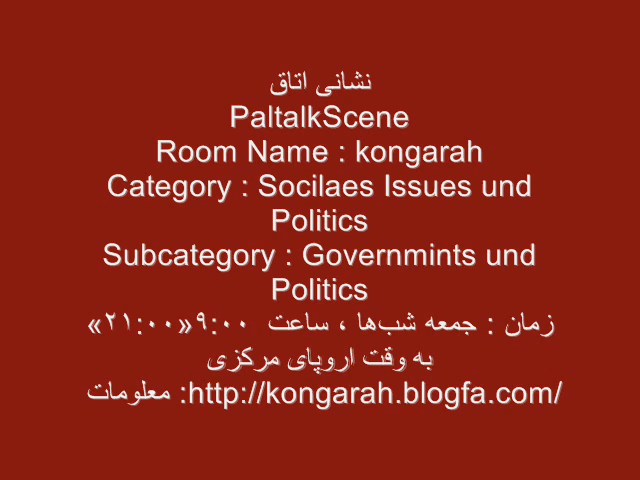 نشانی اتاق
PaltalkScene
Room Name : kongarah
Category : Socilaes Issues und
Politics
Subcategory : Governmints und
Politics
زمان : جمعه شب‌ها ، ساعت ۹:۰۰«۲۱:۰۰»
به وقت اروپای مرکزی
معلومات :http://kongarah.blogfa.com/